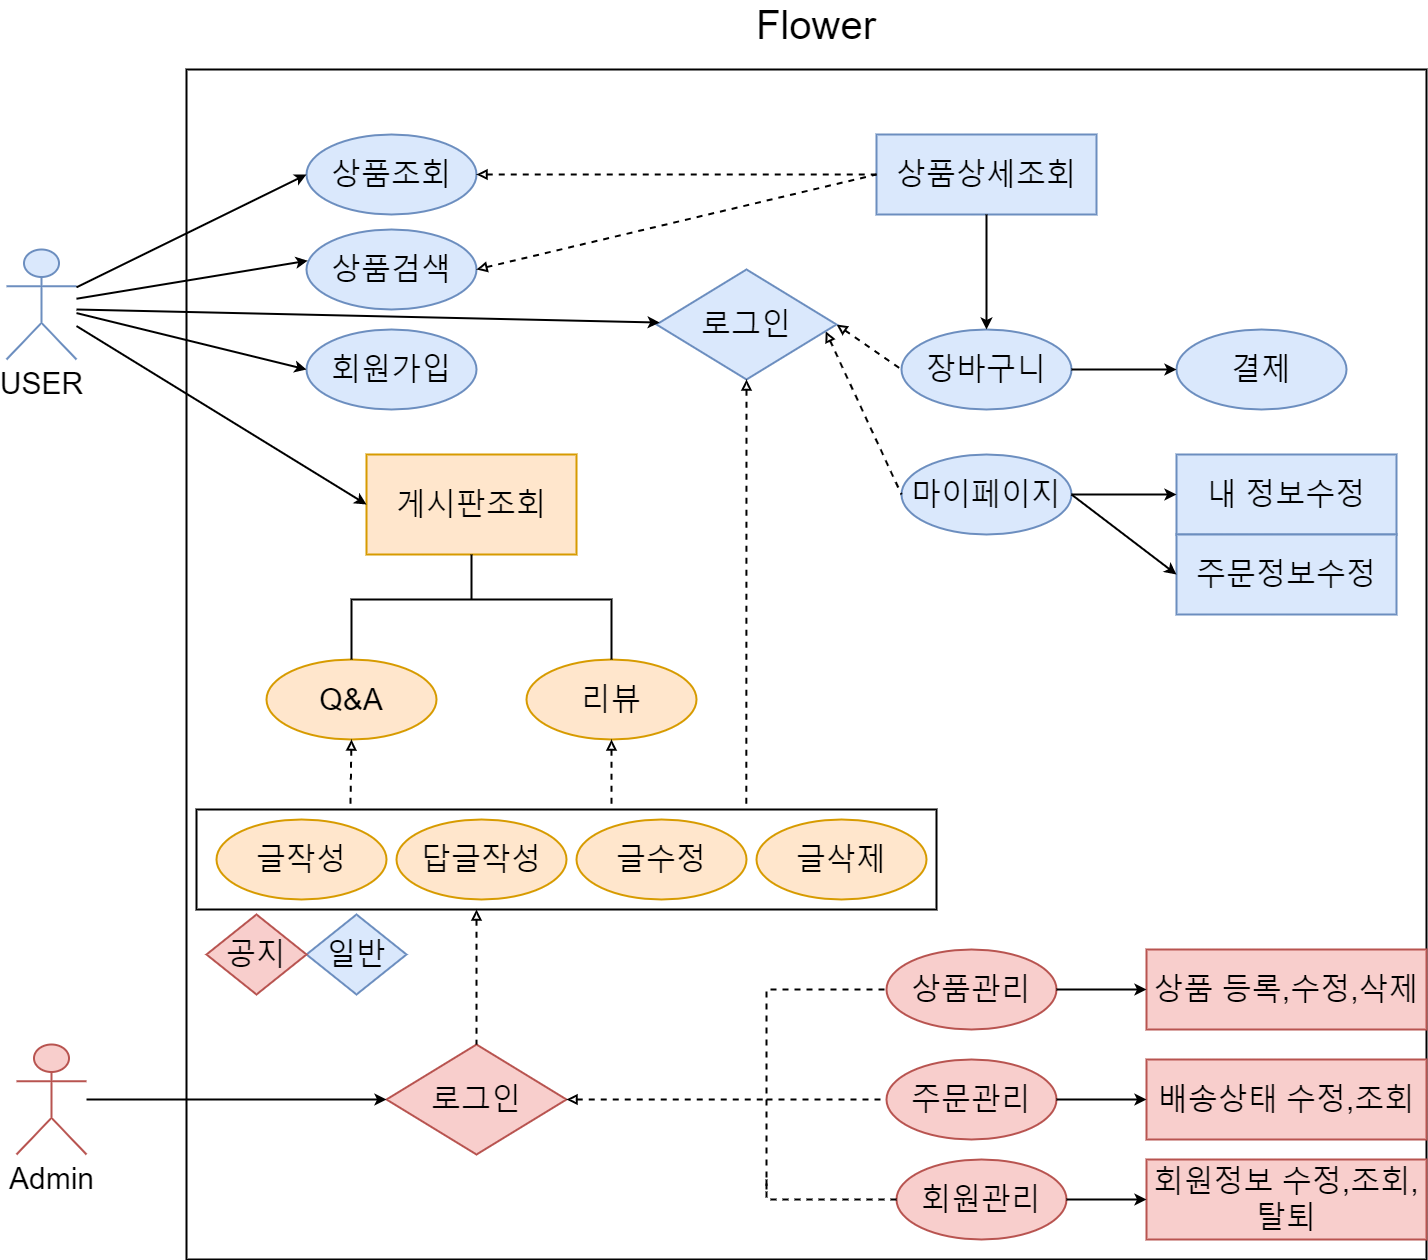 Flower
상품조회
상품상세조회
상품검색
로그인
회원가입
장바구니
결제
USER
게시판조회
마이페이지
내 정보수정
주문정보수정
Q&A
리뷰
글작성
답글작성
글수정
글삭제
공지
일반
상품관리
상품 등록,수정,삭제
로그인
주문관리
배송상태 수정,조회
Admin
회원관리
회원정보 수정,조회,
탈퇴